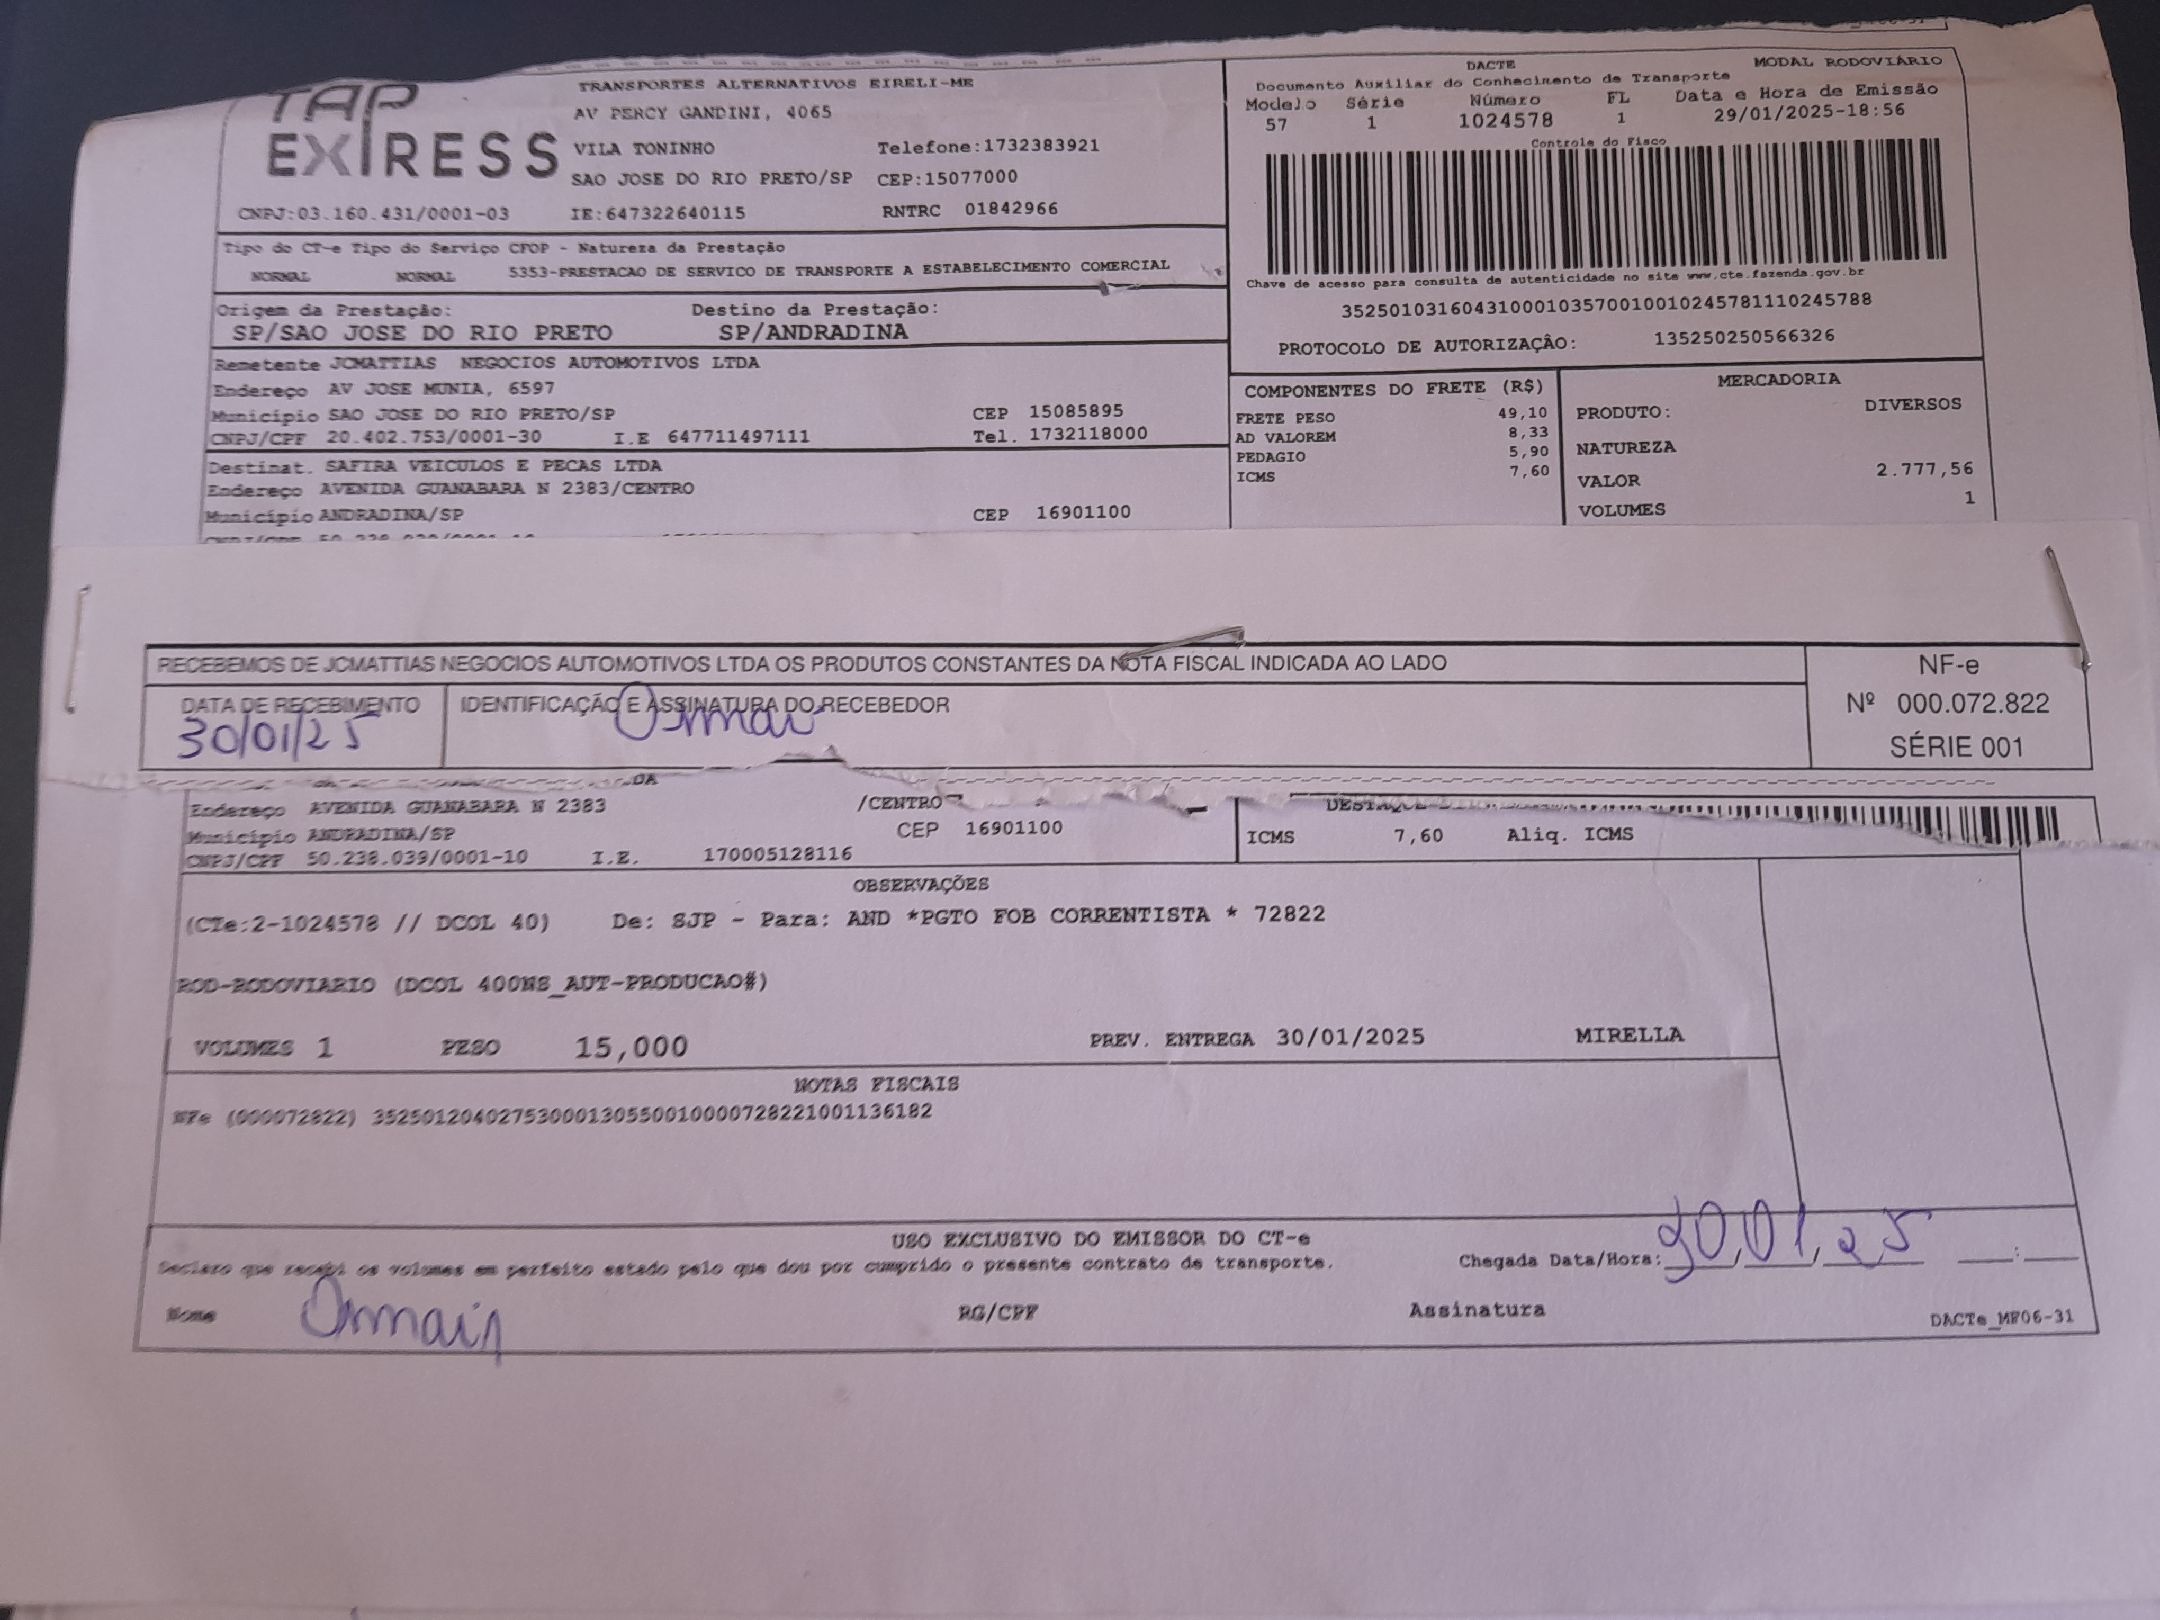 TAP
EXPRESS
TRANSPORTES ALTERNATIVOS EIRELI-ME
AV PERCY GANDINI, 4065
VILA TONINHO Telefone:1732383921
SAO JOSE DO RIO PRETO/SP CEP:15077000
CNPJ:03.160.431/0001-03 IE:647322640115 RNTRC 01842966
DACTE MODAL RODOVIÁRIO
Documento Auxiliar do Conhecimento de Transporte
Modelo Série Número FL Data e Hora de Emissão
57 1 1024578 1 29/01/2025-18:56
Controle do Fisco
Chave de acesso para consulta de autenticidade no site www.cte.fazenda.gov.br
35250103160431000103570010010245781110245788
PROTOCOLO DE AUTORIZAÇÃO: 135250250566326
Tipo do CT-e Tipo do Serviço CFOP - Natureza da Prestação
NORMAL NORMAL 5353-PRESTACAO DE SERVICO DE TRANSPORTE A ESTABELECIMENTO COMERCIAL
Origem da Prestação: Destino da Prestação:
SP/SAO JOSE DO RIO PRETO SP/ANDRADINA
Remetente JCMATTIAS NEGOCIOS AUTOMOTIVOS LTDA
Endereço AV JOSE MUNIA, 6597
Município SAO JOSE DO RIO PRETO/SP CEP 15085895
CNPJ/CPF 20.402.753/0001-30 I.E 647711497111 Tel. 1732118000
Destinat. SAFIRA VEICULOS E PECAS LTDA
Endereço AVENIDA GUANABARA N 2383/CENTRO
Município ANDRADINA/SP CEP 16901100
COMPONENTES DO FRETE (R$)
FRETE PESO 49,10
AD VALOREM 8,33
PEDAGIO 5,90
ICMS 7,60
MERCADORIA
PRODUTO: DIVERSOS
NATUREZA
VALOR 2.777,56
VOLUMES 1
RECEBEMOS DE JCMATTIAS NEGOCIOS AUTOMOTIVOS LTDA OS PRODUTOS CONSTANTES DA NOTA FISCAL INDICADA AO LADO
DATA DE RECEBIMENTO IDENTIFICAÇÃO E ASSINATURA DO RECEBEDOR
30/01/25
NF-e
Nº 000.072.822
SÉRIE 001
Endereço AVENIDA GUANABARA N 2383 /CENTRO
Município ANDRADINA/SP CEP 16901100
CNPJ/CPF 50.238.039/0001-10 I.E. 170005128116
ICMS 7,60 Aliq. ICMS
OBSERVAÇÕES
(CTe:2-1024578 // DCOL 40) De: SJP - Para: AND *PGTO FOB CORRENTISTA * 72822
ROD-RODOVIARIO (DCOL 400NS_AUT-PRODUCAO#)
VOLUMES 1 PESO 15,000 PREV. ENTREGA 30/01/2025 MIRELLA
NOTAS FISCAIS
NFe (000072822) 35250120402753000130550010000728221001136182
USO EXCLUSIVO DO EMISSOR DO CT-e
Declaro que recebi os volumes em perfeito estado pelo que dou por cumprido o presente contrato de transporte.
Chegada Data/Hora: 30/01/25 __:__
Nome RG/CPF Assinatura
DACTe_MF06-31